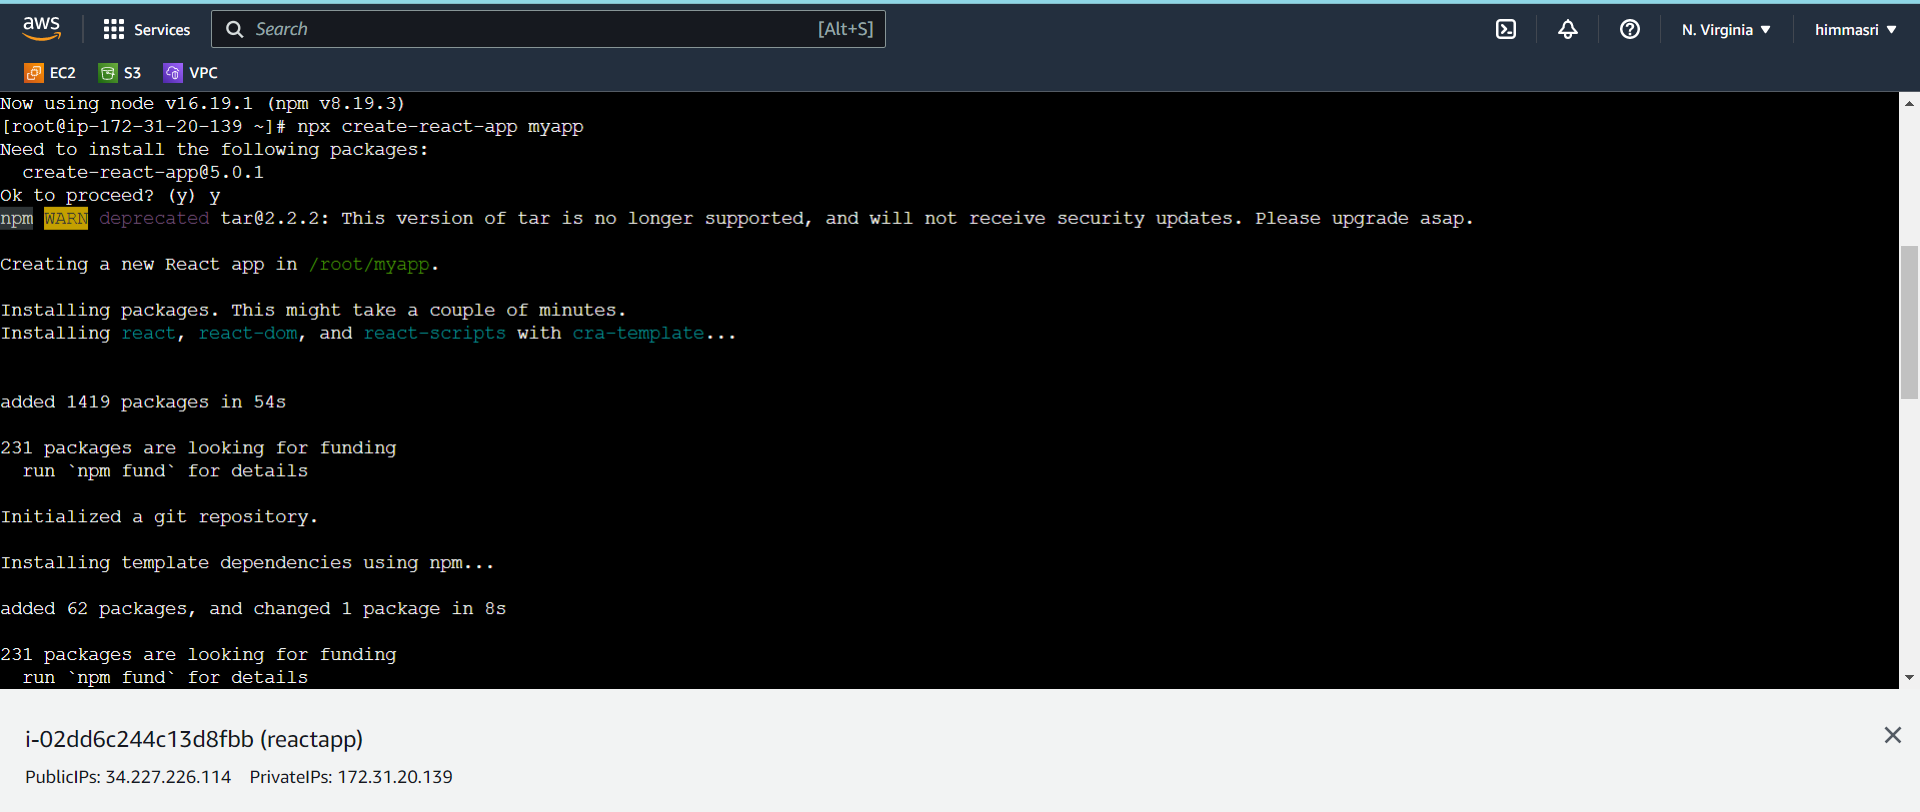 aws
Services
Search
[Alt+S]
N. Virginia
himmasri
EC2
S3
VPC
Now using node v16.19.1 (npm v8.19.3)
[root@ip-172-31-20-139 ~]# npx create-react-app myapp
Need to install the following packages:
  create-react-app@5.0.1
Ok to proceed? (y) y
npm WARN deprecated tar@2.2.2: This version of tar is no longer supported, and will not receive security updates. Please upgrade asap.
Creating a new React app in /root/myapp.
Installing packages. This might take a couple of minutes.
Installing react, react-dom, and react-scripts with cra-template...
added 1419 packages in 54s
231 packages are looking for funding
  run `npm fund` for details
Initialized a git repository.
Installing template dependencies using npm...
added 62 packages, and changed 1 package in 8s
231 packages are looking for funding
  run `npm fund` for details
i-02dd6c244c13d8fbb (reactapp)
PublicIPs: 34.227.226.114 PrivateIPs: 172.31.20.139